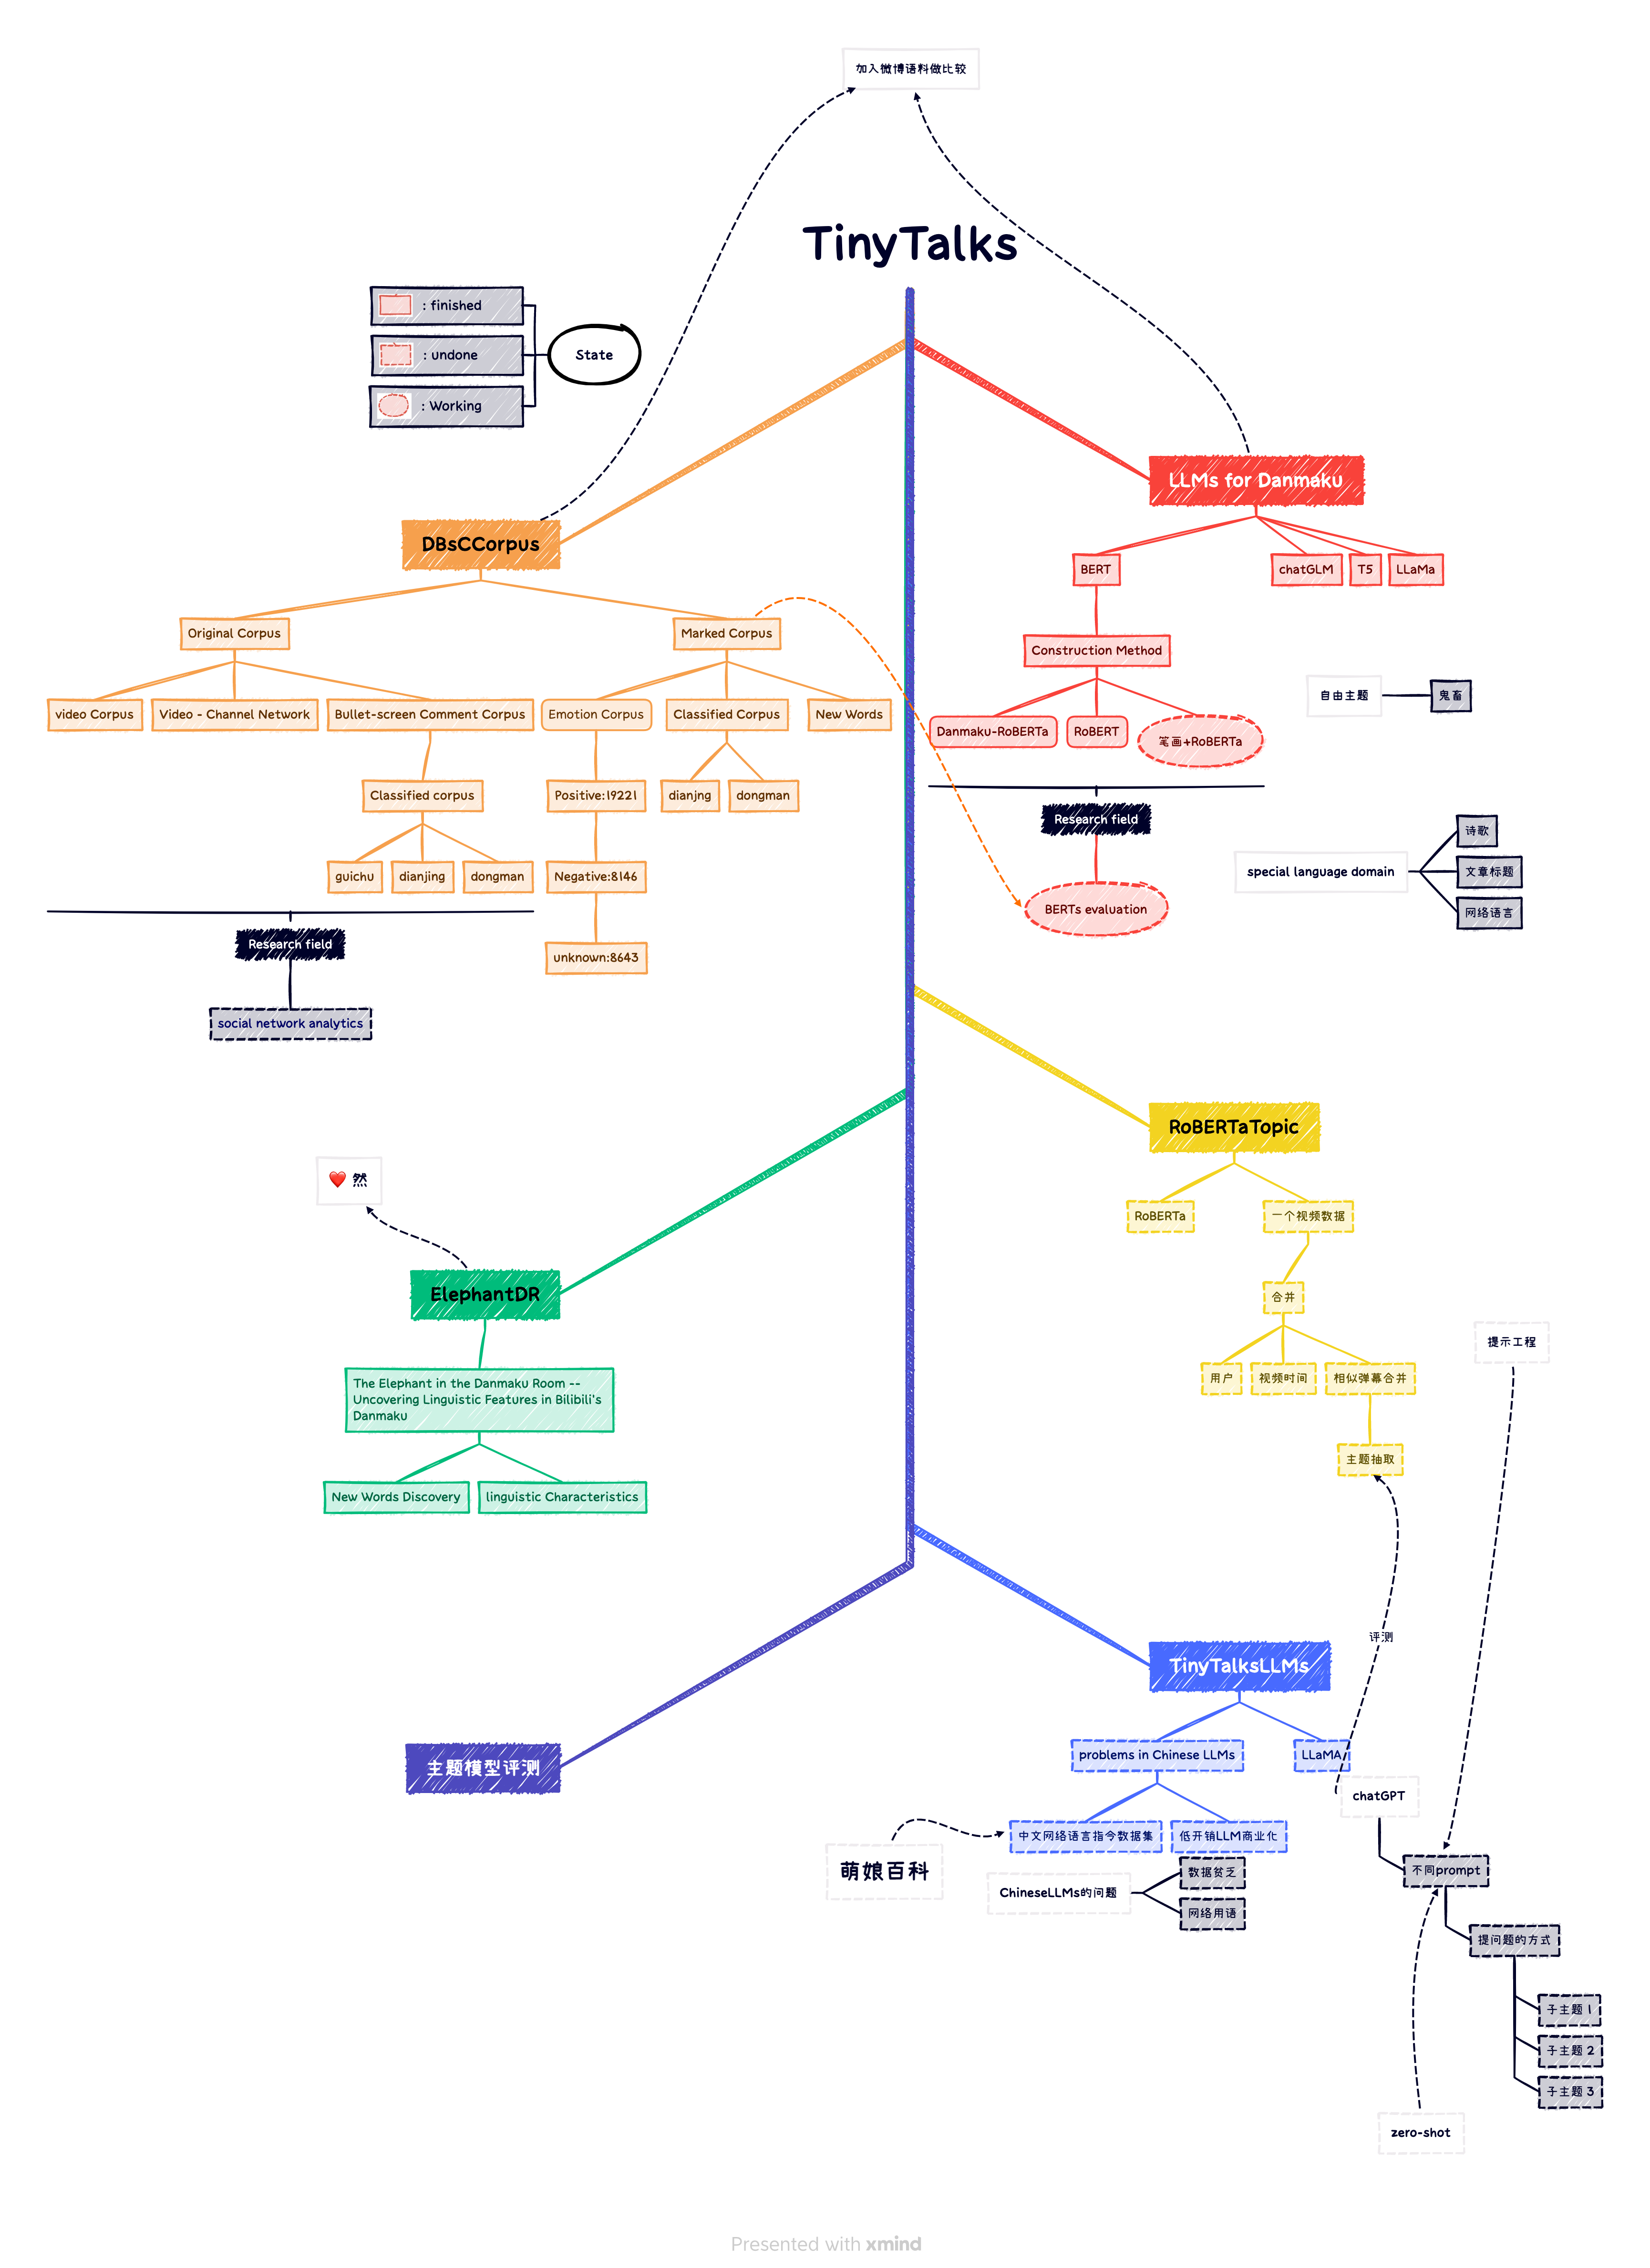 加入微博语料做比较
TinyTalks
: finished
: undone
: Working
State
LLMs for Danmaku
DBsCCorpus
BERT
chatGLM
T5
LLaMa
Original Corpus
Marked Corpus
Construction Method
video Corpus
Video - Channel Network
Bullet-screen Comment Corpus
Emotion Corpus
Classified Corpus
New Words
Danmaku-RoBERTa
RoBERT
笔画+RoBERTa
自由主题
鬼畜
Classified corpus
Positive:19221
dianjng
dongman
Research field
guichu
dianjing
dongman
Negative:8146
special language domain
诗歌
文章标题
网络语言
BERTs evaluation
Research field
unknown:8643
social network analytics
RoBERTaTopic
❤️ 然
RoBERTa
一个视频数据
ElephantDR
合并
提示工程
The Elephant in the Danmaku Room --
Uncovering Linguistic Features in Bilibili's
Danmaku
用户
视频时间
相似弹幕合并
主题抽取
New Words Discovery
linguistic Characteristics
评测
TinyTalksLLMs
主题模型评测
problems in Chinese LLMs
LLaMA
chatGPT
中文网络语言指令数据集
低开销LLM商业化
萌娘百科
ChineseLLMs的问题
数据贫乏
网络用语
不同prompt
提问题的方式
子主题 1
子主题 2
子主题 3
zero-shot
Presented with xmind